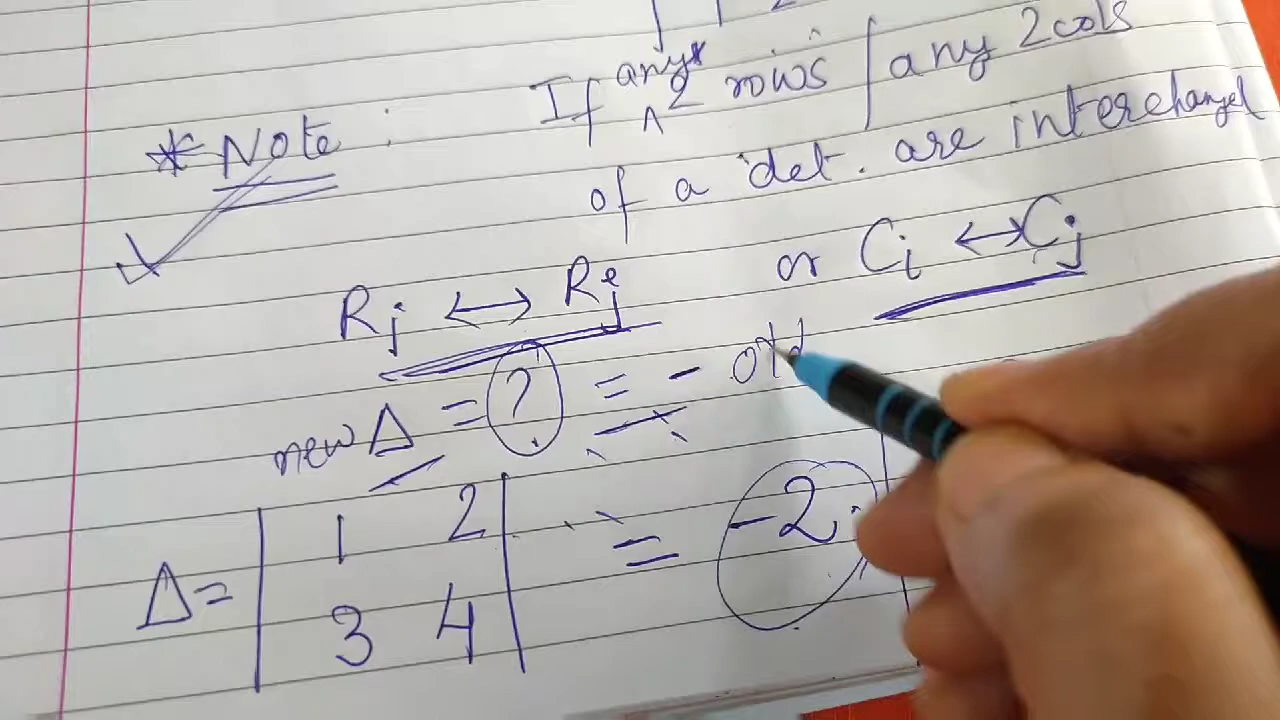 If any 2 rows / any 2 cols
* Note :
of a det. are interchanged
Ri ↔ Rj or Ci ↔ Cj
new Δ = ? = - old
Δ = | 1 2 | = -2
3 4